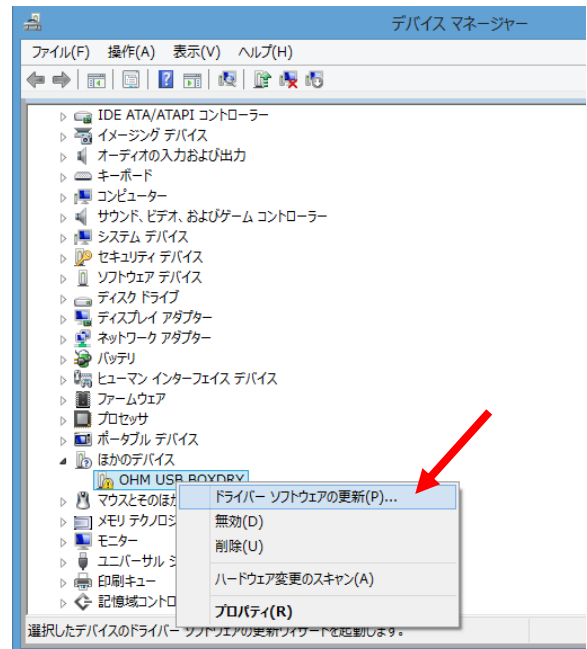 デバイス マネージャー
ファイル(F) 操作(A) 表示(V) ヘルプ(H)
IDE ATA/ATAPI コントローラー
イメージング デバイス
オーディオの入力および出力
キーボード
コンピューター
サウンド、ビデオ、およびゲーム コントローラー
システム デバイス
セキュリティ デバイス
ソフトウェア デバイス
ディスク ドライブ
ディスプレイ アダプター
ネットワーク アダプター
バッテリ
ヒューマン インターフェイス デバイス
ファームウェア
プロセッサ
ポータブル デバイス
ほかのデバイス
OHM USB BOXDRY
マウスとそのほか
メモリ テクノロジ
モニター
ユニバーサル シ
印刷キュー
記憶域コントロ
ドライバー ソフトウェアの更新(P)...
無効(D)
削除(U)
ハードウェア変更のスキャン(A)
プロパティ(R)
選択したデバイスのドライバー ソフトウェアの更新ウィザードを起動します。